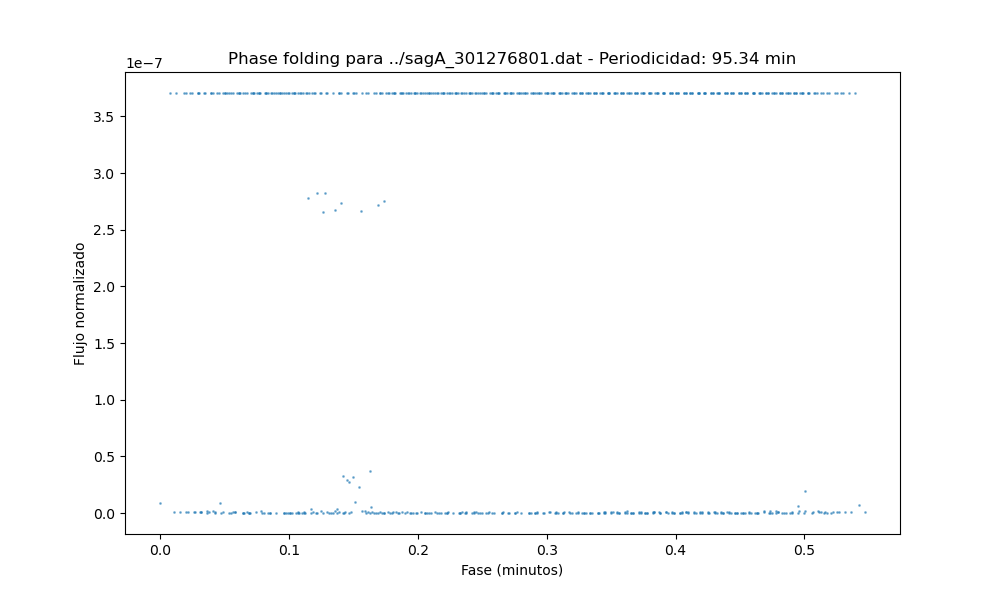 Phase folding para ../sagA_301276801.dat - Periodicidad: 95.34 min
1e−7
3.5
3.0
2.5
2.0
1.5
1.0
0.5
0.0
Flujo normalizado
0.0 0.1 0.2 0.3 0.4 0.5
Fase (minutos)